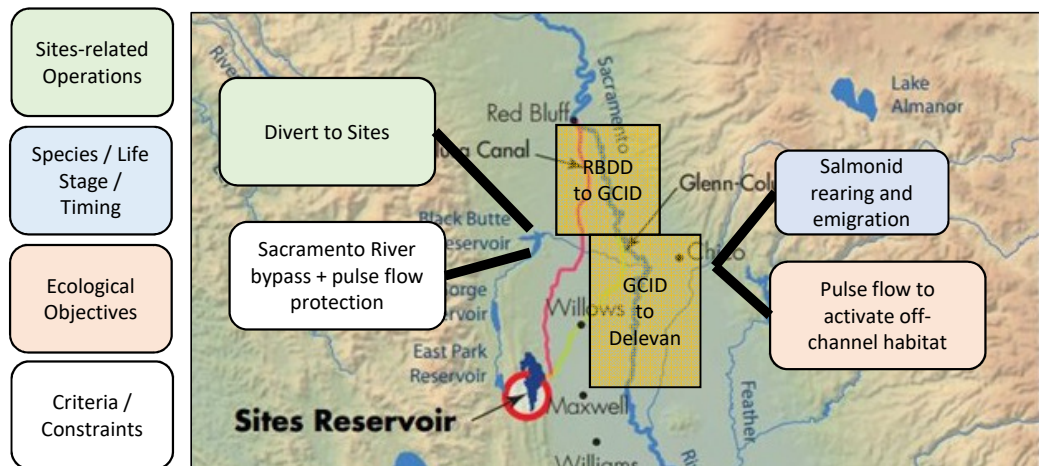 Sites-related
Operations
Species / Life
Stage /
Timing
Ecological
Objectives
Criteria /
Constraints
Divert to Sites
Sacramento River
bypass + pulse flow
protection
RBDD
to GCID
GCID
to
Delevan
Salmonid
rearing and
emigration
Pulse flow to
activate off-
channel habitat
Sacramento
Red Bluff
Canal
Glenn-Colu
Black Butte
Reservoir
Chico
Willows
East Park
Reservoir
Sites Reservoir
Maxwell
Williams
Feather
Lake
Almanor